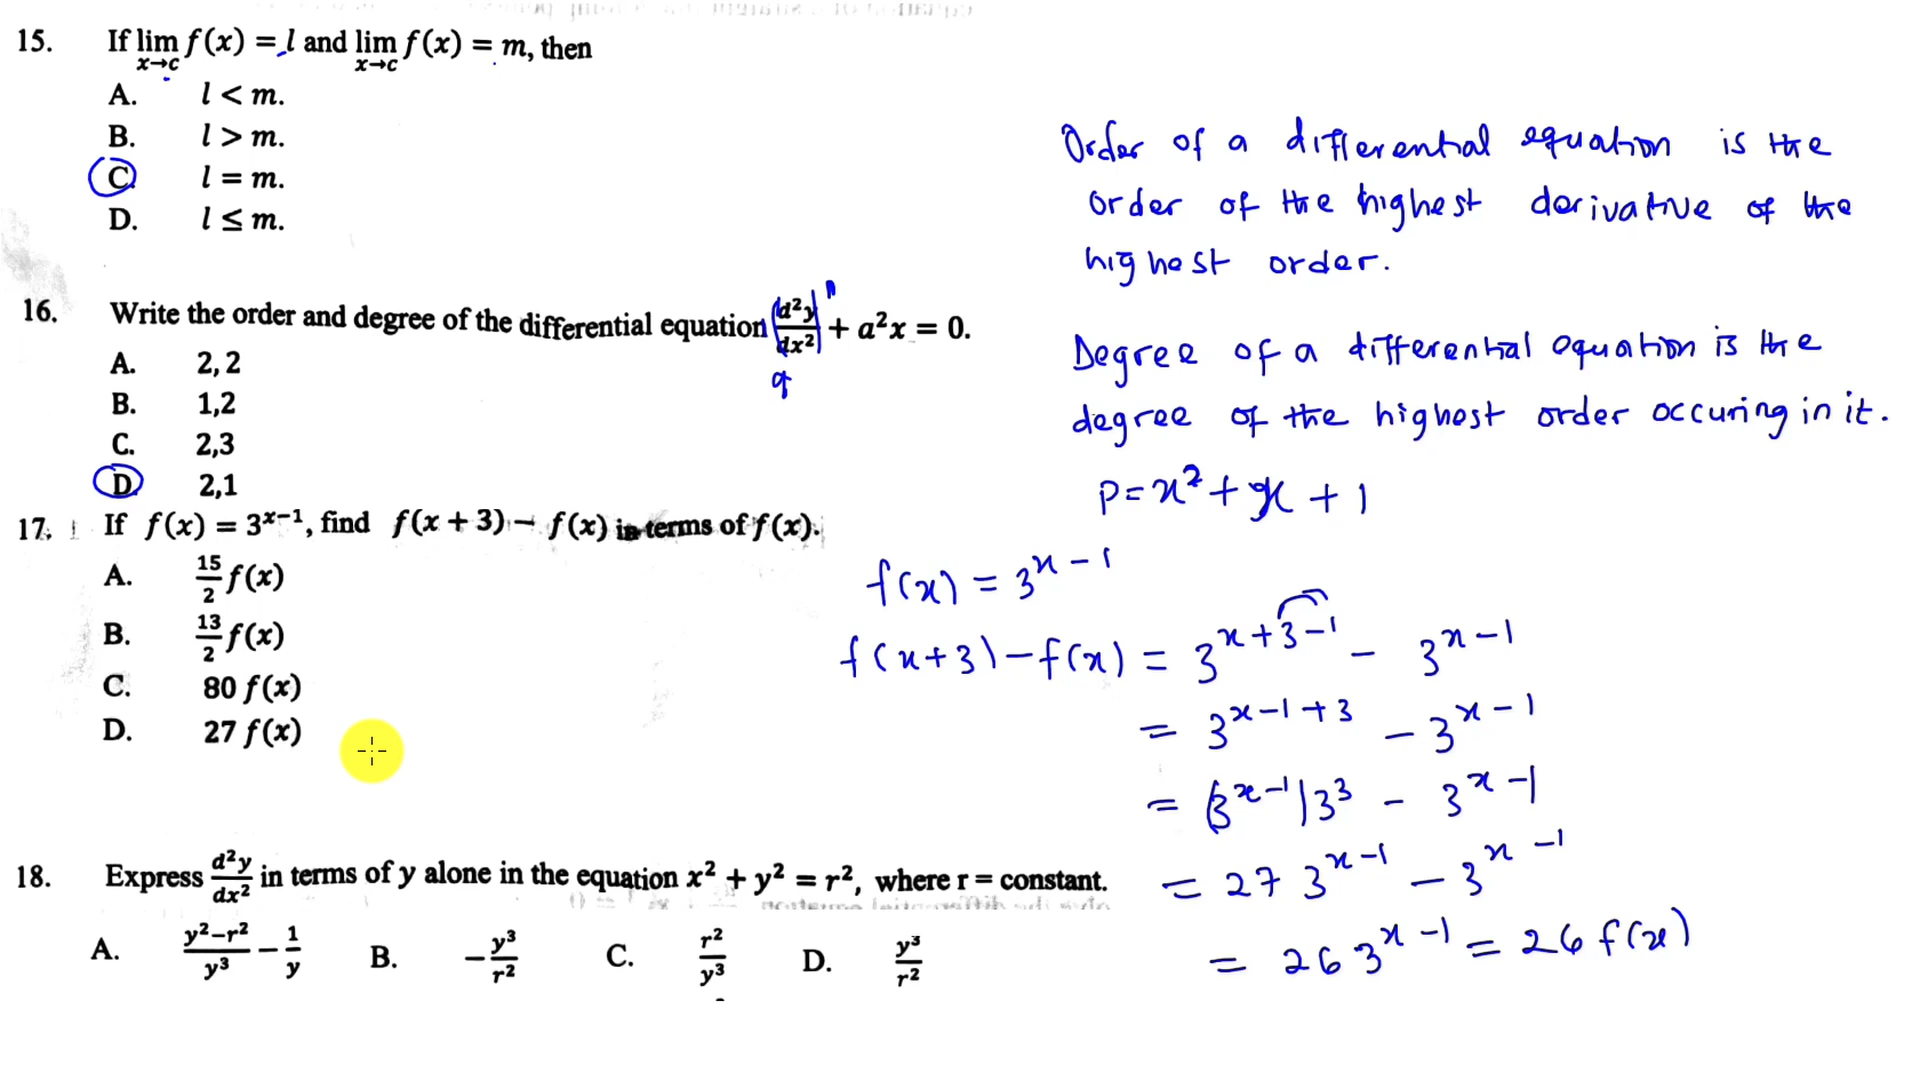 15. If lim x→c f(x) = l and lim x→c f(x) = m, then
A. l < m.
B. l > m.
C. l = m.
D. l ≤ m.
16. Write the order and degree of the differential equation d²y/dx² + a²x = 0.
A. 2, 2
B. 1,2
C. 2,3
D. 2,1
17. If f(x) = 3ˣ⁻¹, find f(x + 3) − f(x) in terms of f(x).
A. 15/2 f(x)
B. 13/2 f(x)
C. 80 f(x)
D. 27 f(x)
18. Express d²y/dx² in terms of y alone in the equation x² + y² = r², where r = constant.
A. y²−r²/y³ − 1/y B. −y³/r² C. r²/y³ D. y³/r²
Order of a differential equation is the
order of the highest derivative of the
highest order.
Degree of a differential equation is the
degree of the highest order occuring in it.
P = x² + x + 1
f(x) = 3^x−1
f(x+3) − f(x) = 3^x+3−1 − 3^x−1
= 3^x−1+3 − 3^x−1
= (3^x−1)3³ − 3^x−1
= 27 3^x−1 − 3^x−1
= 26 3^x−1 = 26 f(x)